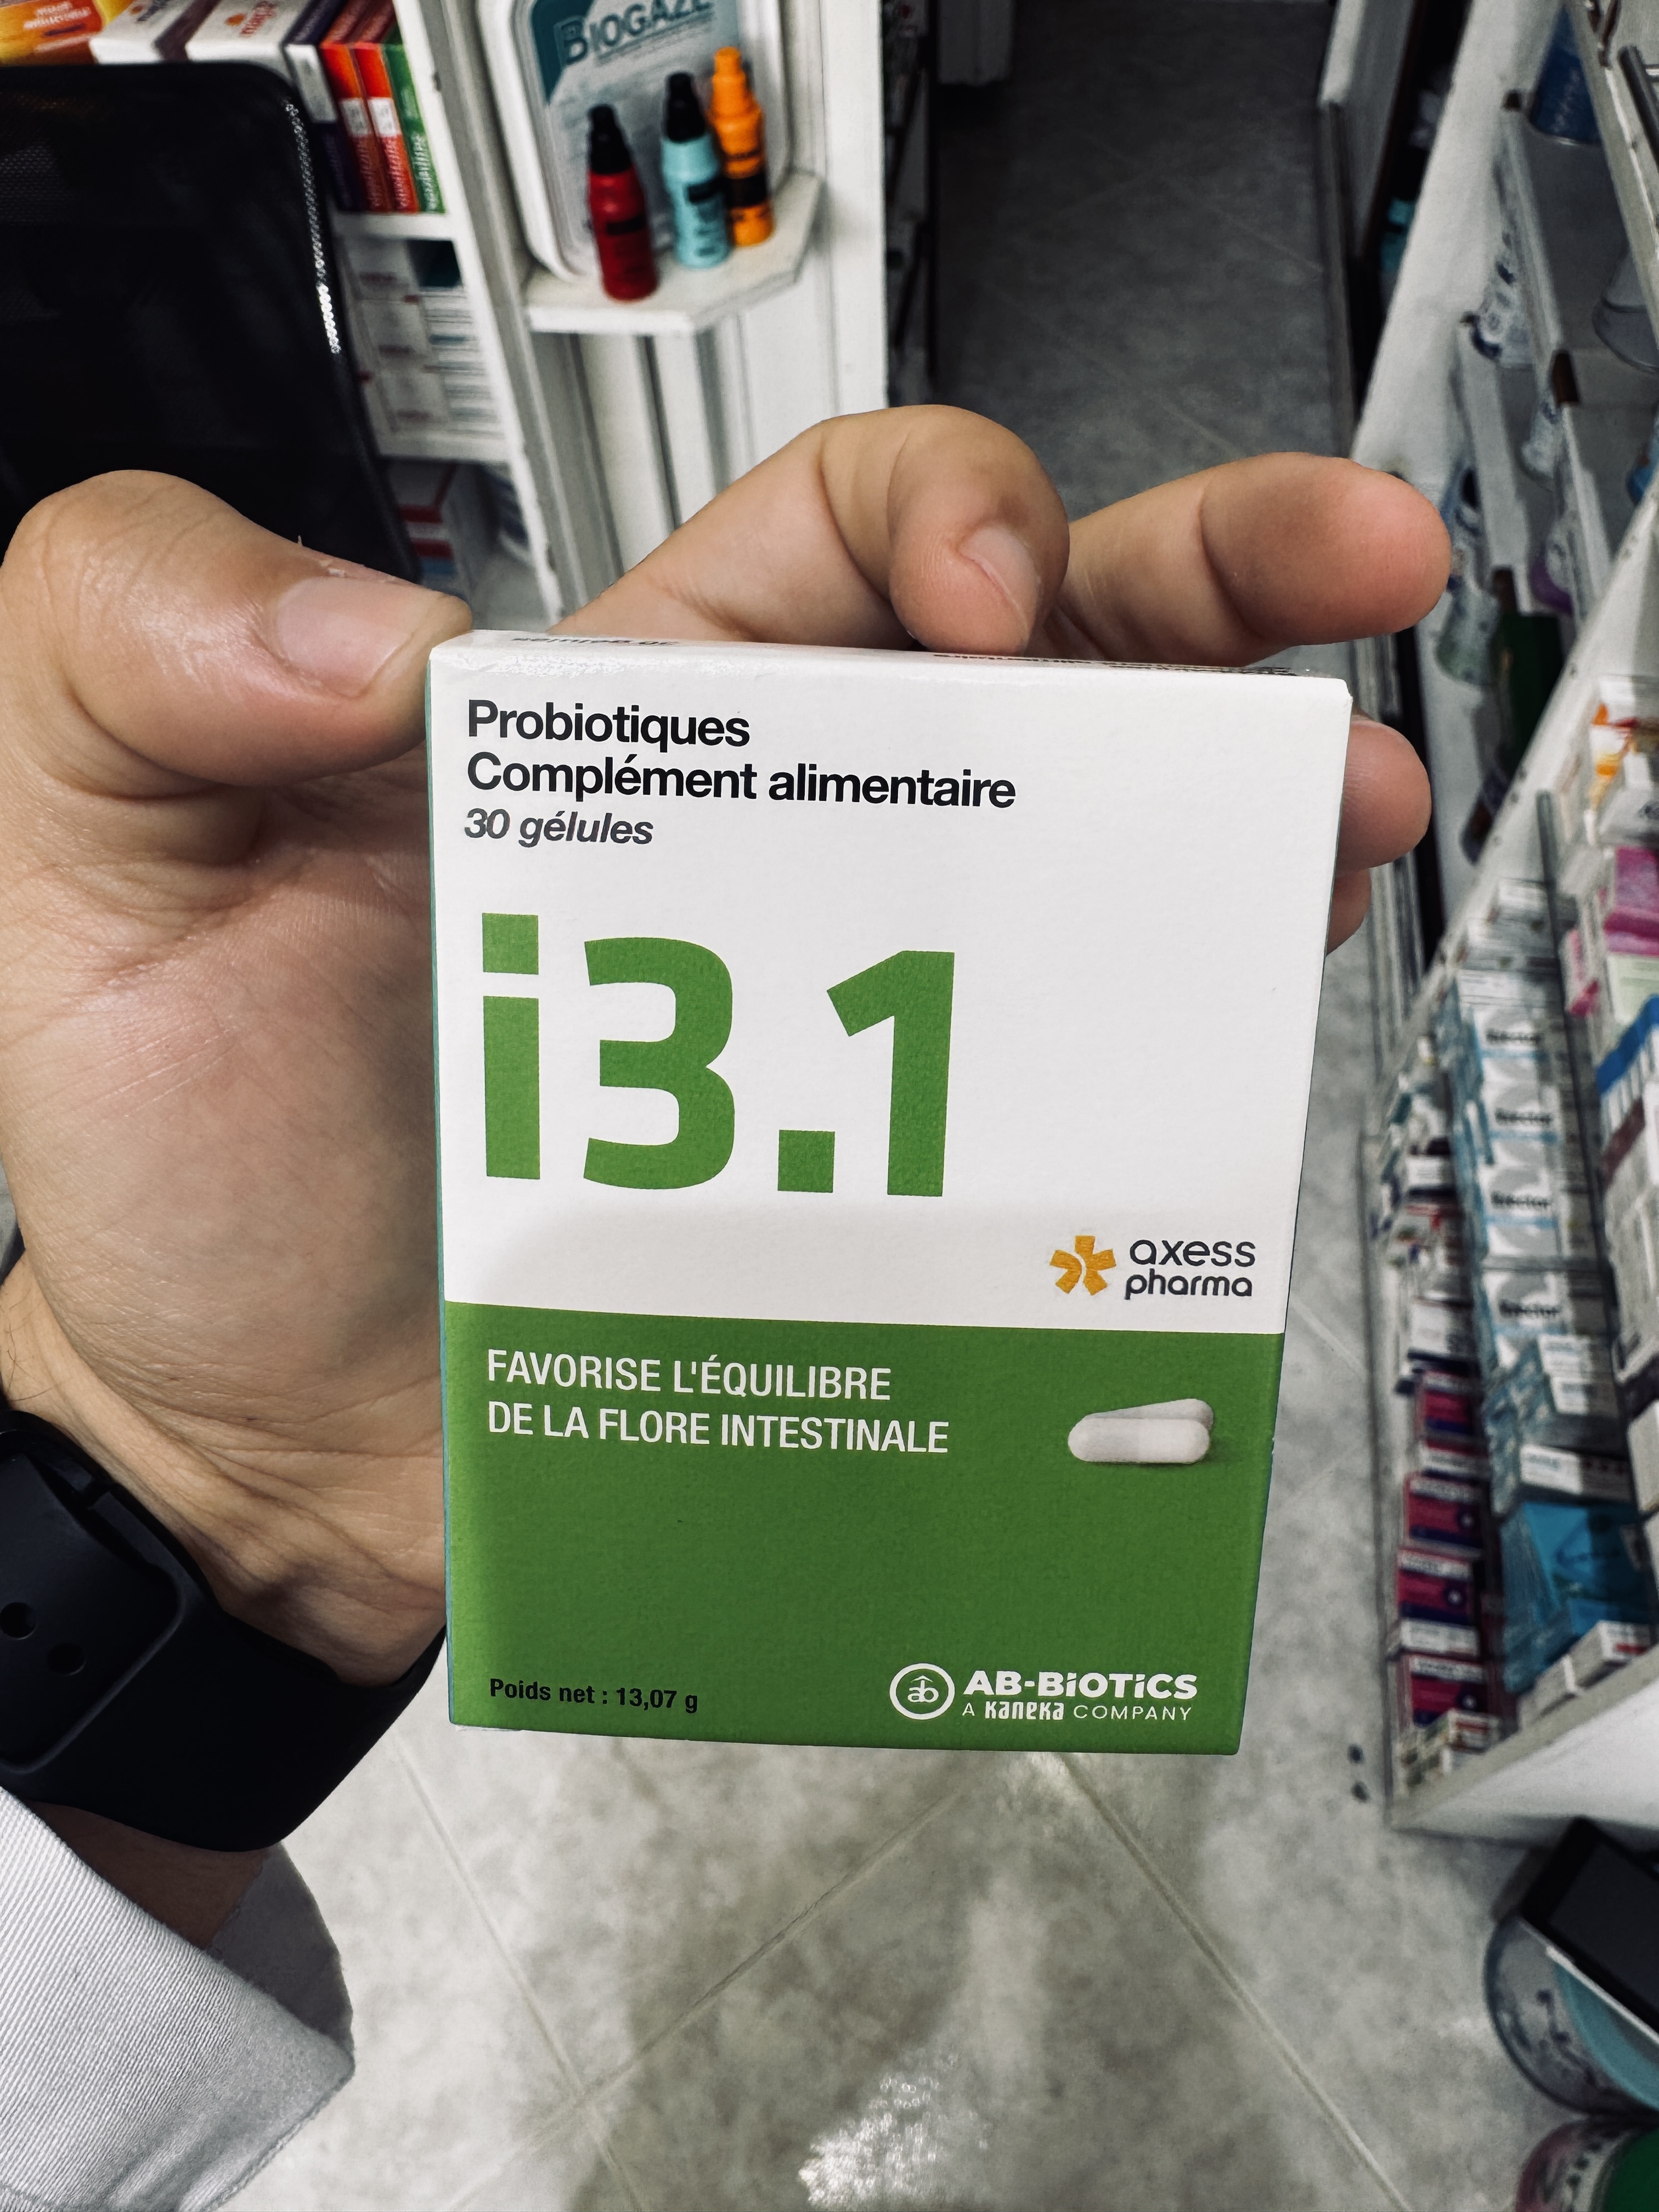 BIOGAZE
Probiotiques
Complément alimentaire
30 gélules
i3.1
axess
pharma
FAVORISE L'ÉQUILIBRE
DE LA FLORE INTESTINALE
Poids net : 13,07 g
ab
AB-BiOTiCS
A Kaneka COMPANY